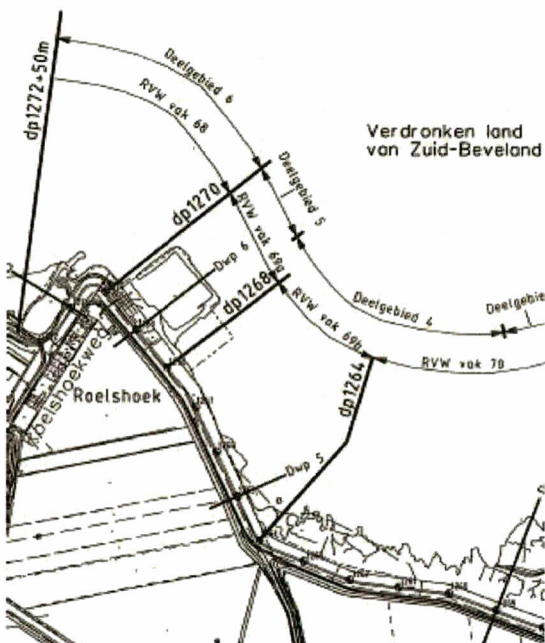 dp1272+50m
Deelgebied 6
RVW vak 68
Verdronken land
van Zuid-Beveland
Deelgebied 5
dp1270
RVW vak 69a
Dwp 6
dp1268
RVW vak 69b
Deelgebied 4
Deelgebie
RVW vak 70
dp1264
Roelshoekweg
Roelshoek
Dwp 5